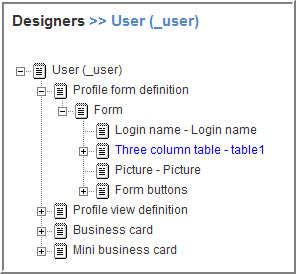 Designers >> User (_user)
User (_user)
Profile form definition
Form
Login name - Login name
Three column table - table1
Picture - Picture
Form buttons
Profile view definition
Business card
Mini business card